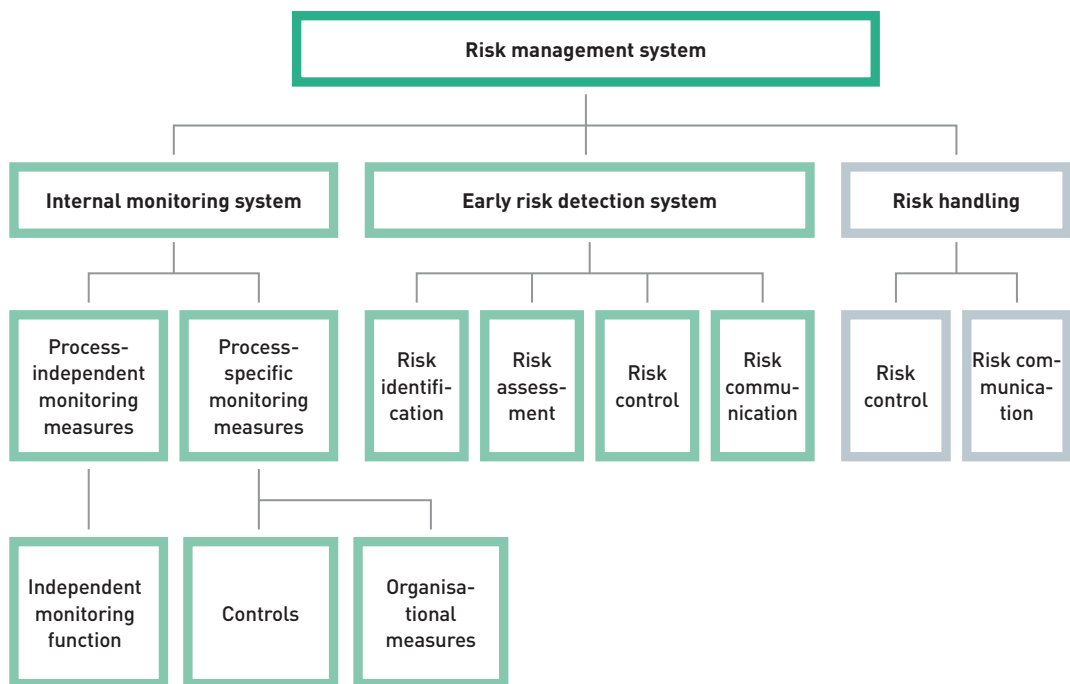 Risk management system
Internal monitoring system
Early risk detection system
Risk handling
Process-
independent
monitoring
measures
Process-
specific
monitoring
measures
Risk
identifi-
cation
Risk
assess-
ment
Risk
control
Risk
commu-
nication
Risk
control
Risk com-
munica-
tion
Independent
monitoring
function
Controls
Organisa-
tional
measures